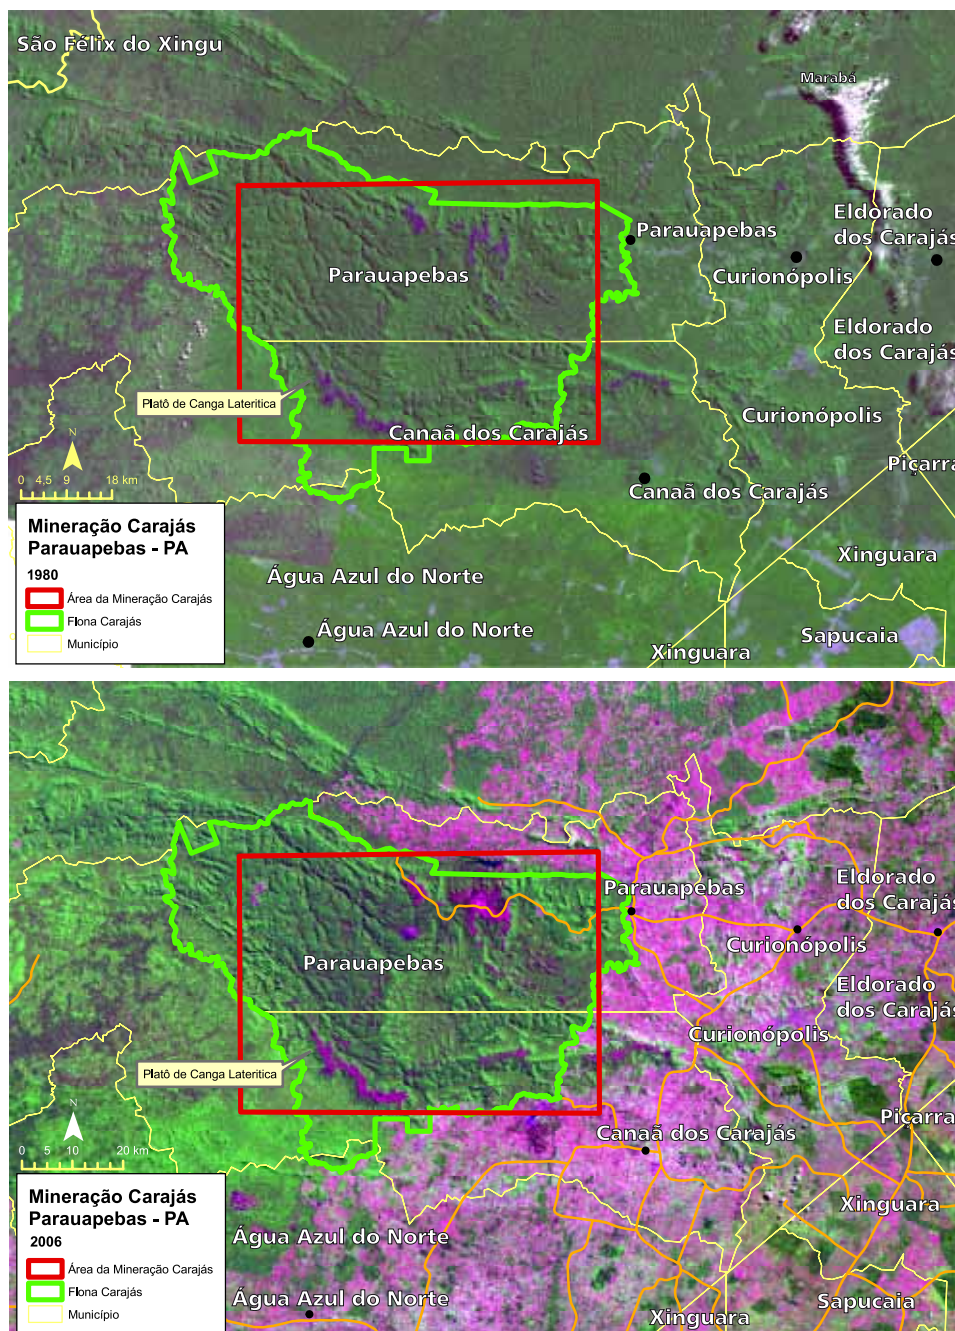 São Félix do Xingu
Marabá
Eldorado
dos Carajás
Parauapebas
Curionópolis
Parauapebas
Eldorado
dos Carajás
Platô de Canga Lateritica
Curionópolis
Canaã dos Carajás
N
Piçarra
0 4,5 9 18 km
Canaã dos Carajás
Mineração Carajás
Parauapebas - PA
1980
Área da Mineração Carajás
Flona Carajás
Município
Xinguara
Água Azul do Norte
Água Azul do Norte
Sapucaia
Xinguara
Parauapebas
Eldorado
dos Carajás
Curionópolis
Parauapebas
Eldorado
dos Carajás
Curionópolis
Platô de Canga Lateritica
N
Piçarra
Canaã dos Carajás
0 5 10 20 km
Mineração Carajás
Parauapebas - PA
2006
Área da Mineração Carajás
Flona Carajás
Município
Xinguara
Água Azul do Norte
Água Azul do Norte
Sapucaia
Xinguara